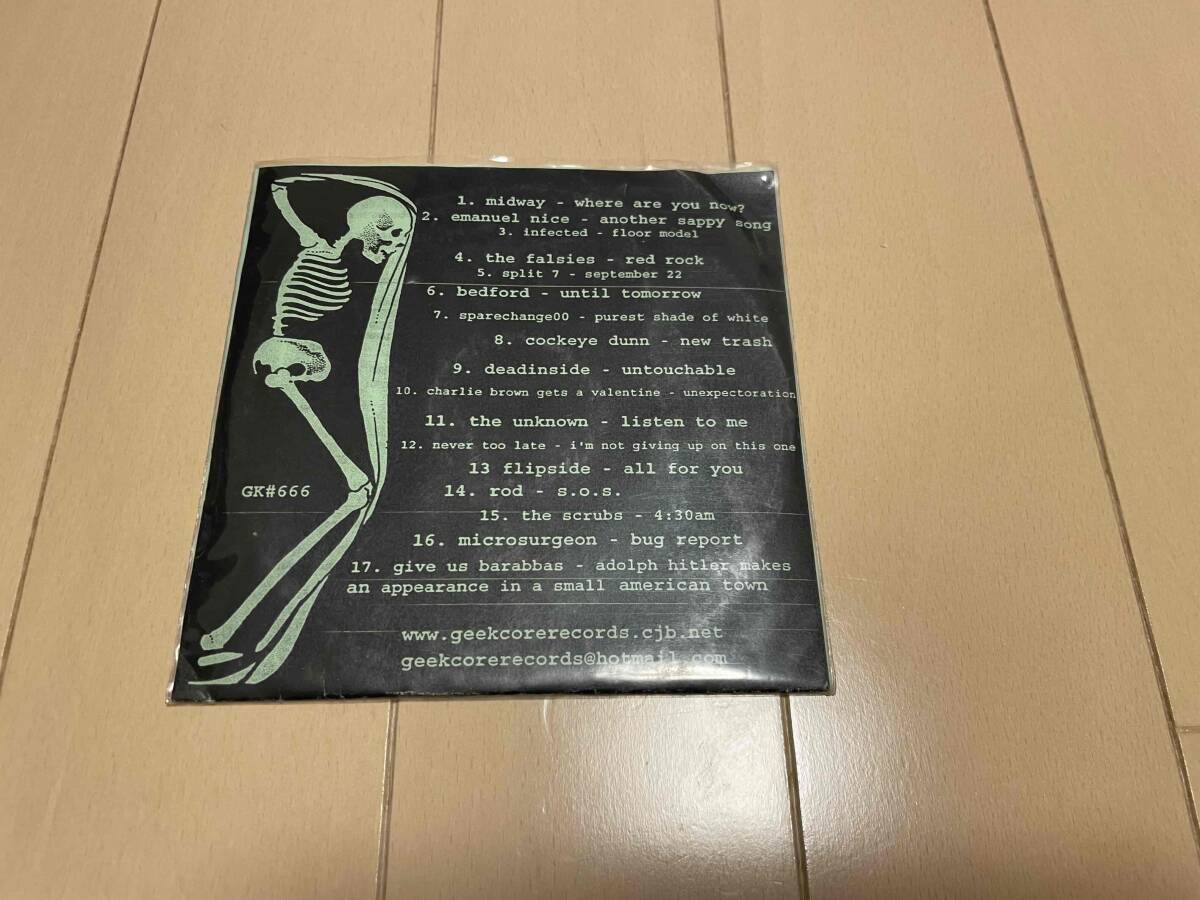 1. midway - where are you now?
2. emanuel nice - another sappy song
3. infected - floor model
4. the falsies - red rock
5. split 7 - september 22
6. bedford - until tomorrow
7. sparechange00 - purest shade of white
8. cockeye dunn - new trash
9. deadinside - untouchable
10. charlie brown gets a valentine - unexpectoration
11. the unknown - listen to me
12. never too late - i'm not giving up on this one
13 flipside - all for you
GK#666
14. rod - s.o.s.
15. the scrubs - 4:30am
16. microsurgeon - bug report
17. give us barabbas - adolph hitler makes
an appearance in a small american town
www.geekcorerecords.cjb.net
geekcorerecords@hotmail.com